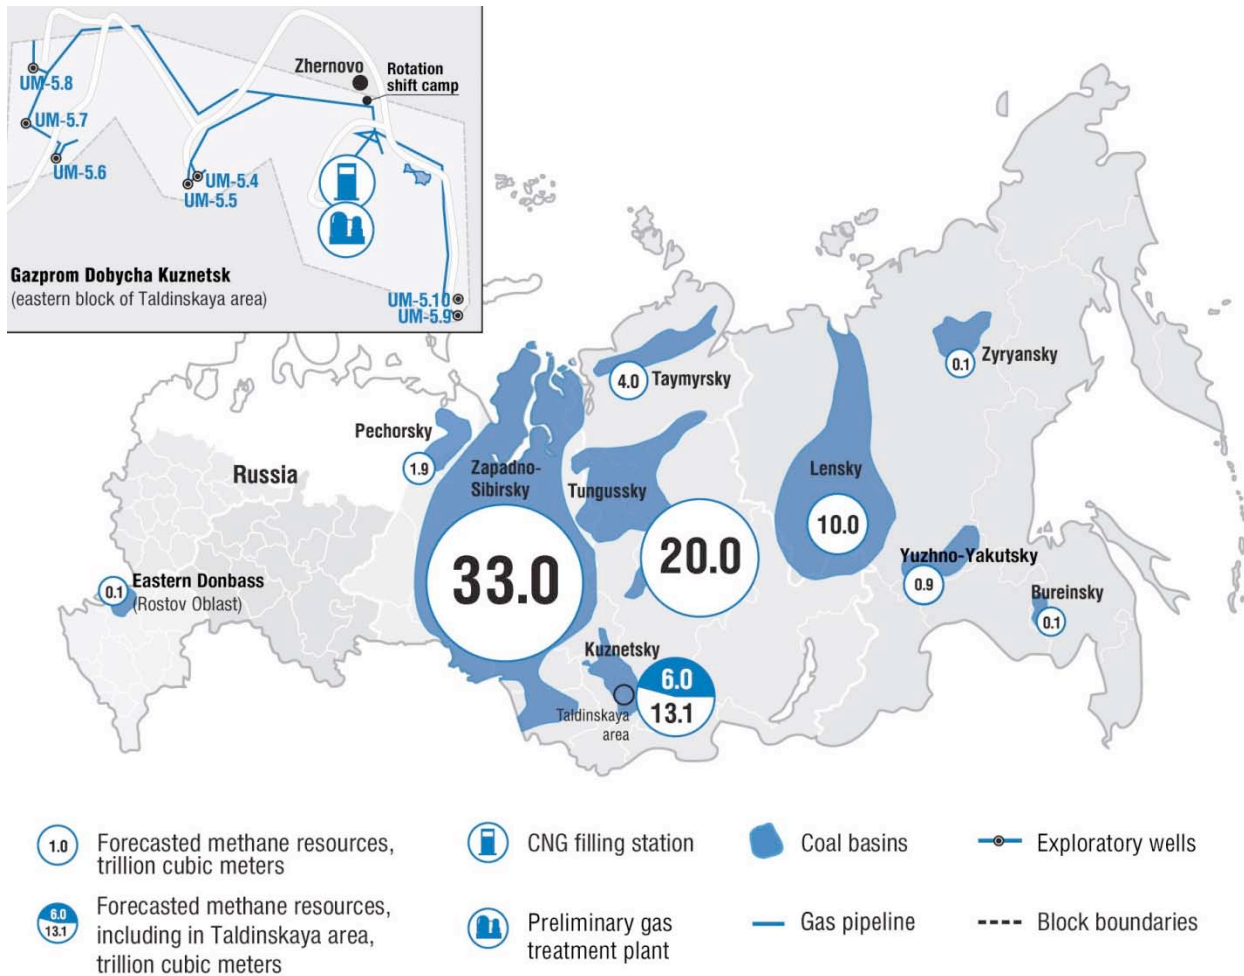 Zhernovo
Rotation
shift camp
UM-5.8
UM-5.7
UM-5.6
UM-5.4
UM-5.5
Gazprom Dobycha Kuznetsk
(eastern block of Taldinskaya area)
UM-5.10
UM-5.9
Zyryansky
0.1
4.0
Taymyrsky
Pechorsky
1.9
Russia
Zapadno-
Sibirsky
33.0
Tungussky
20.0
Lensky
10.0
Yuzhno-Yakutsky
0.9
Bureinsky
0.1
0.1
Eastern Donbass
(Rostov Oblast)
Kuznetsky
6.0
13.1
Taldinskaya
area
1.0
Forecasted methane resources,
trillion cubic meters
6.0
13.1
Forecasted methane resources,
including in Taldinskaya area,
trillion cubic meters
CNG filling station
Preliminary gas
treatment plant
Coal basins
Gas pipeline
Exploratory wells
Block boundaries